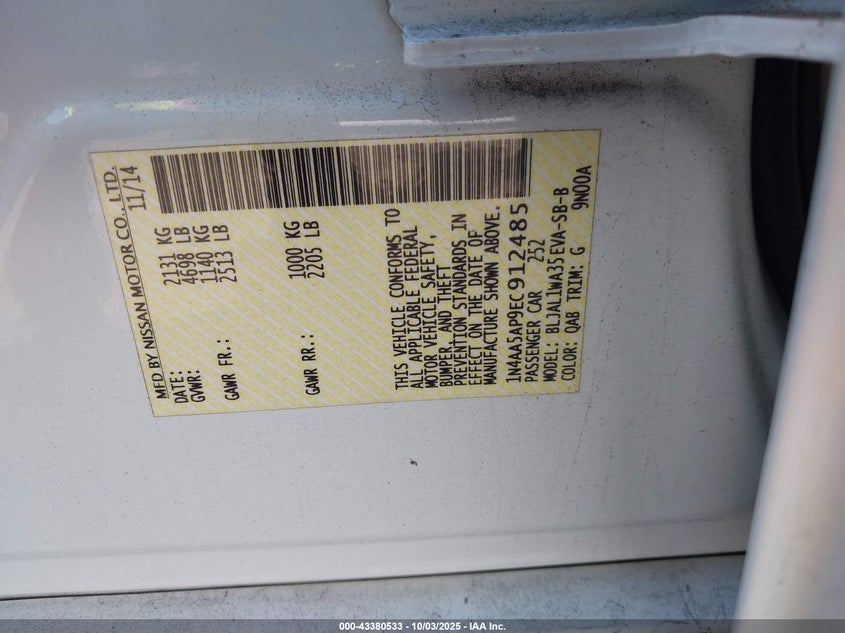 MFD BY NISSAN MOTOR CO., LTD.
DATE: 11/14
GVWR: 2131 KG
4698 LB
GAWR FR.: 1140 KG
2513 LB
GAWR RR.: 1000 KG
2205 LB
THIS VEHICLE CONFORMS TO
ALL APPLICABLE FEDERAL
MOTOR VEHICLE SAFETY,
BUMPER, AND THEFT
PREVENTION STANDARDS IN
EFFECT ON THE DATE OF
MANUFACTURE SHOWN ABOVE.
1N4AA5AP9EC912485
PASSENGER CAR 252
MODEL: BLJAL1WA35EVA-SB-B
COLOR: QAB TRIM: G 9N00A
000-43380533 - 10/03/2025 - IAA Inc.